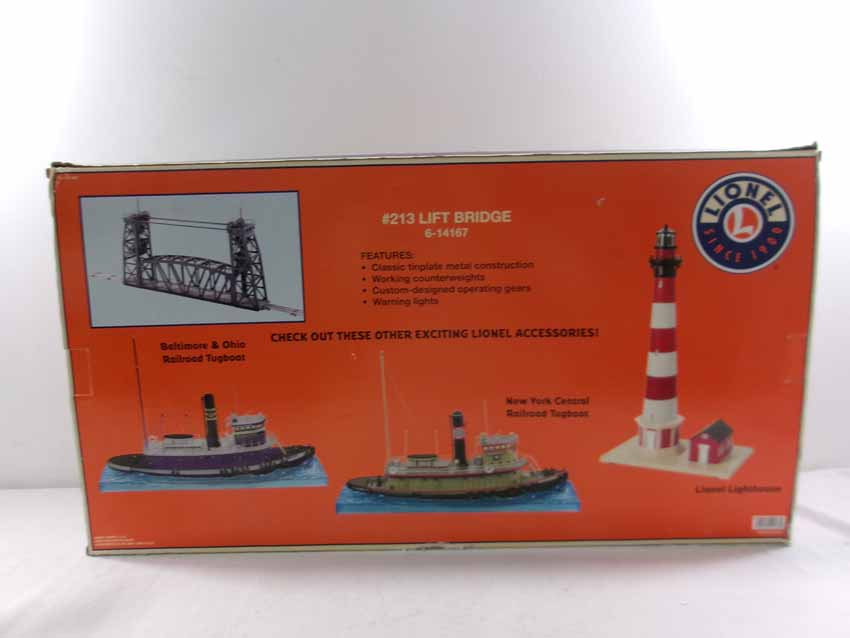 #213 LIFT BRIDGE
6-14167
FEATURES:
• Classic tinplate metal construction
• Working counterweights
• Custom-designed operating gears
• Warning lights
LIONEL
L
SINCE 1900
CHECK OUT THESE OTHER EXCITING LIONEL ACCESSORIES!
Baltimore & Ohio
Railroad Tugboat
New York Central
Railroad Tugboat
Lionel Lighthouse